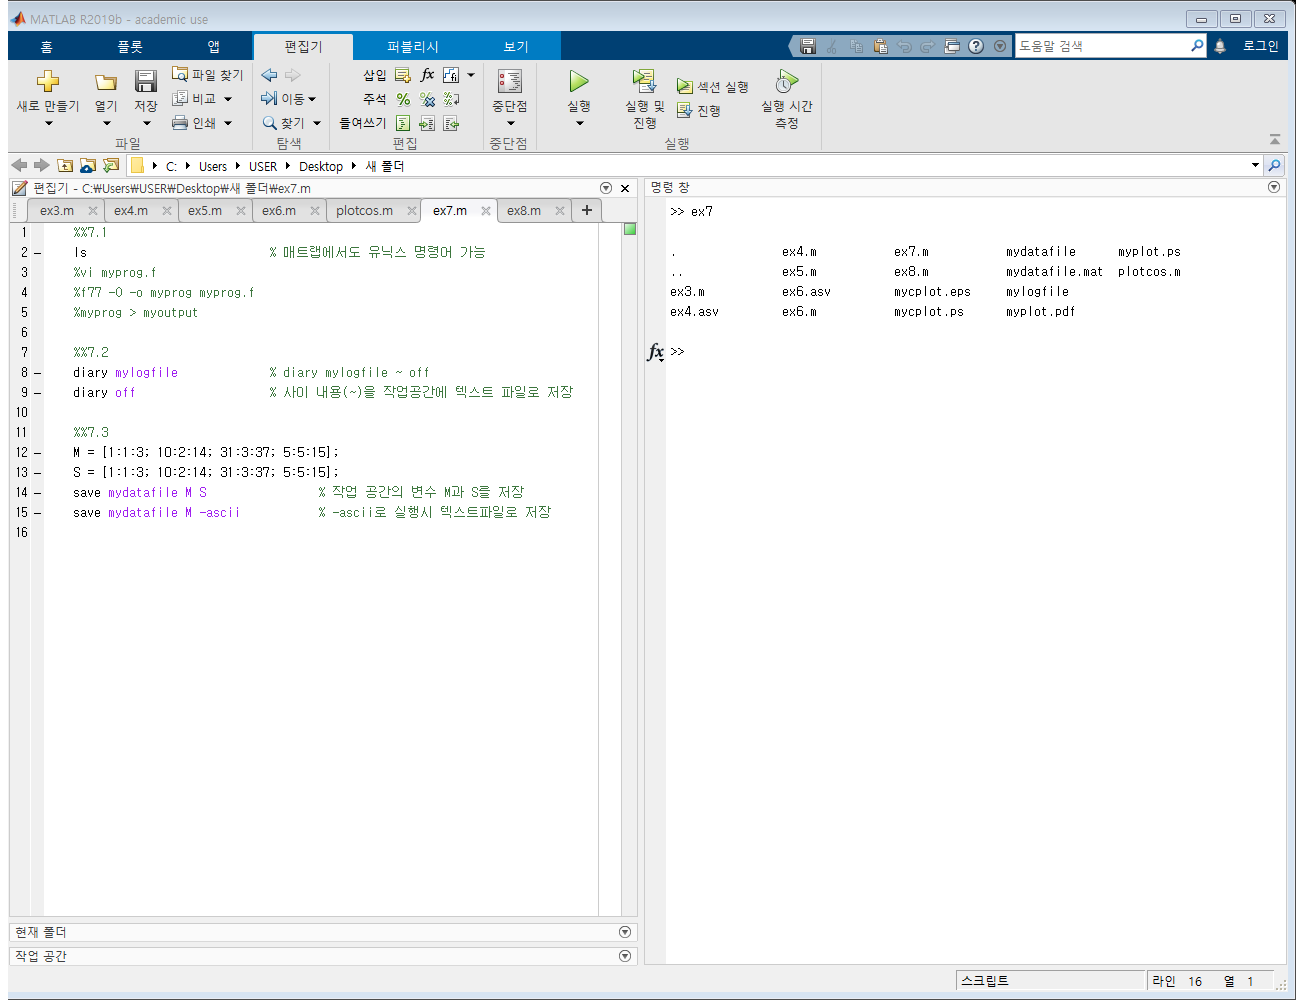 MATLAB R2019b - academic use
홈 플롯 앱 편집기 퍼블리시 보기 도움말 검색 로그인
새로 만들기 열기 저장 파일 찾기 비교 인쇄 이동 찾기 삽입 fx 주석 들여쓰기 중단점 실행 실행 및 진행 섹션 실행 진행 실행 시간 측정
파일 탐색 편집 중단점 실행
C: Users USER Desktop 새 폴더
편집기 - C:₩Users₩USER₩Desktop₩새 폴더₩ex7.m
ex3.m ex4.m ex5.m ex6.m plotcos.m ex7.m ex8.m +
1 %%7.1
2 – ls % 매트랩에서도 유닉스 명령어 가능
3 %vi myprog.f
4 %f77 -O -o myprog myprog.f
5 %myprog > myoutput
6
7 %%7.2
8 – diary mylogfile % diary mylogfile ~ off
9 – diary off % 사이 내용(~)을 작업공간에 텍스트 파일로 저장
10
11 %%7.3
12 – M = [1:1:3; 10:2:14; 31:3:37; 5:5:15];
13 – S = [1:1:3; 10:2:14; 31:3:37; 5:5:15];
14 – save mydatafile M S % 작업 공간의 변수 M과 S를 저장
15 – save mydatafile M -ascii % -ascii로 실행시 텍스트파일로 저장
16
현재 폴더
작업 공간
명령 창
>> ex7
. ex4.m ex7.m mydatafile myplot.ps
.. ex5.m ex8.m mydatafile.mat plotcos.m
ex3.m ex6.asv mycplot.eps mylogfile
ex4.asv ex6.m mycplot.ps myplot.pdf
fx >>
스크립트 라인 16 열 1